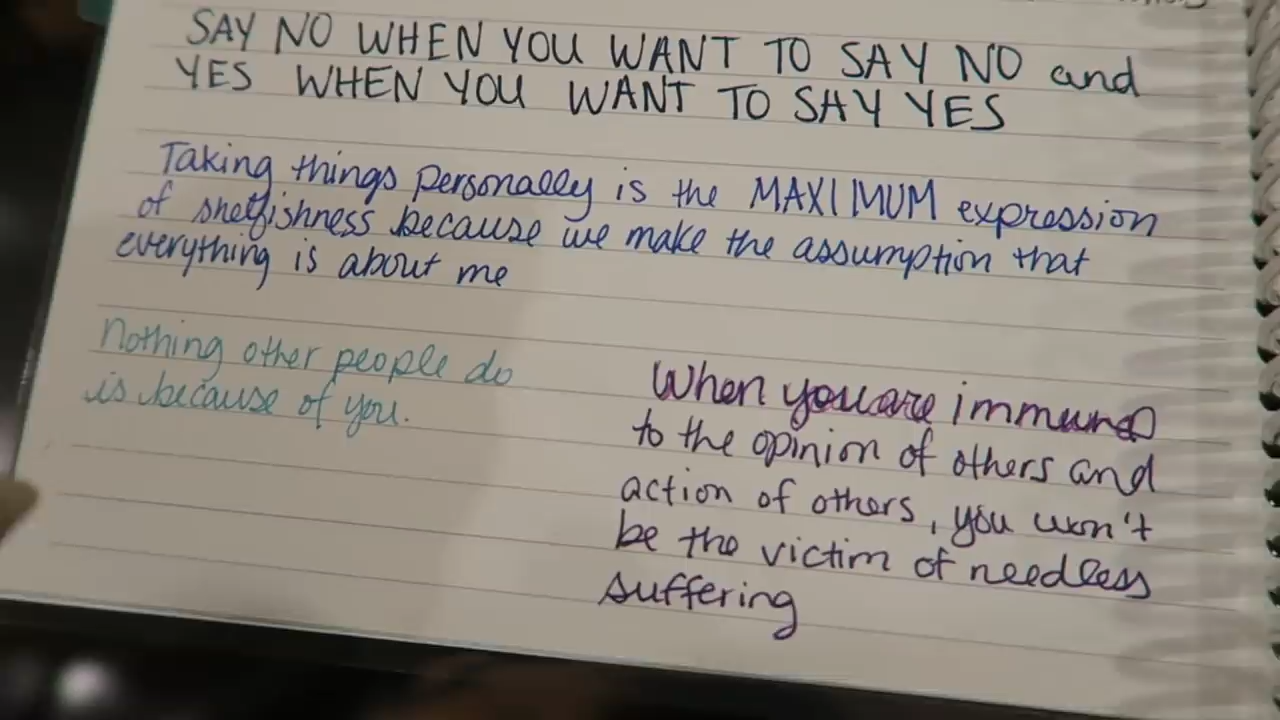 SAY NO WHEN YOU WANT TO SAY NO and
YES WHEN YOU WANT TO SAY YES
Taking things personally is the MAXIMUM expression
of shelfishness because we make the assumption that
everything is about me
Nothing other people do
is because of you.
When you are immune
to the opinion of others and
action of others, you won't
be the victim of needless
suffering